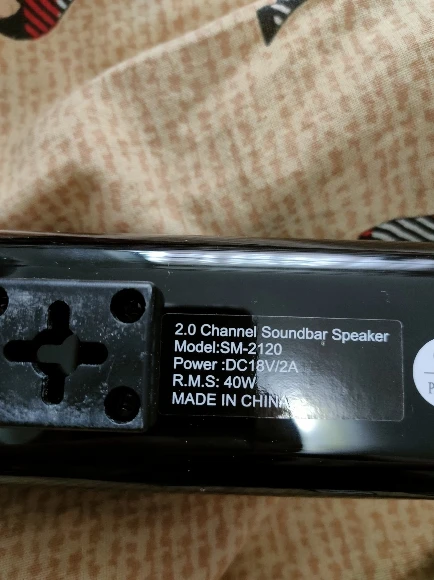 2.0 Channel Soundbar Speaker
Model:SM-2120
Power :DC18V/2A
R.M.S: 40W
MADE IN CHINA